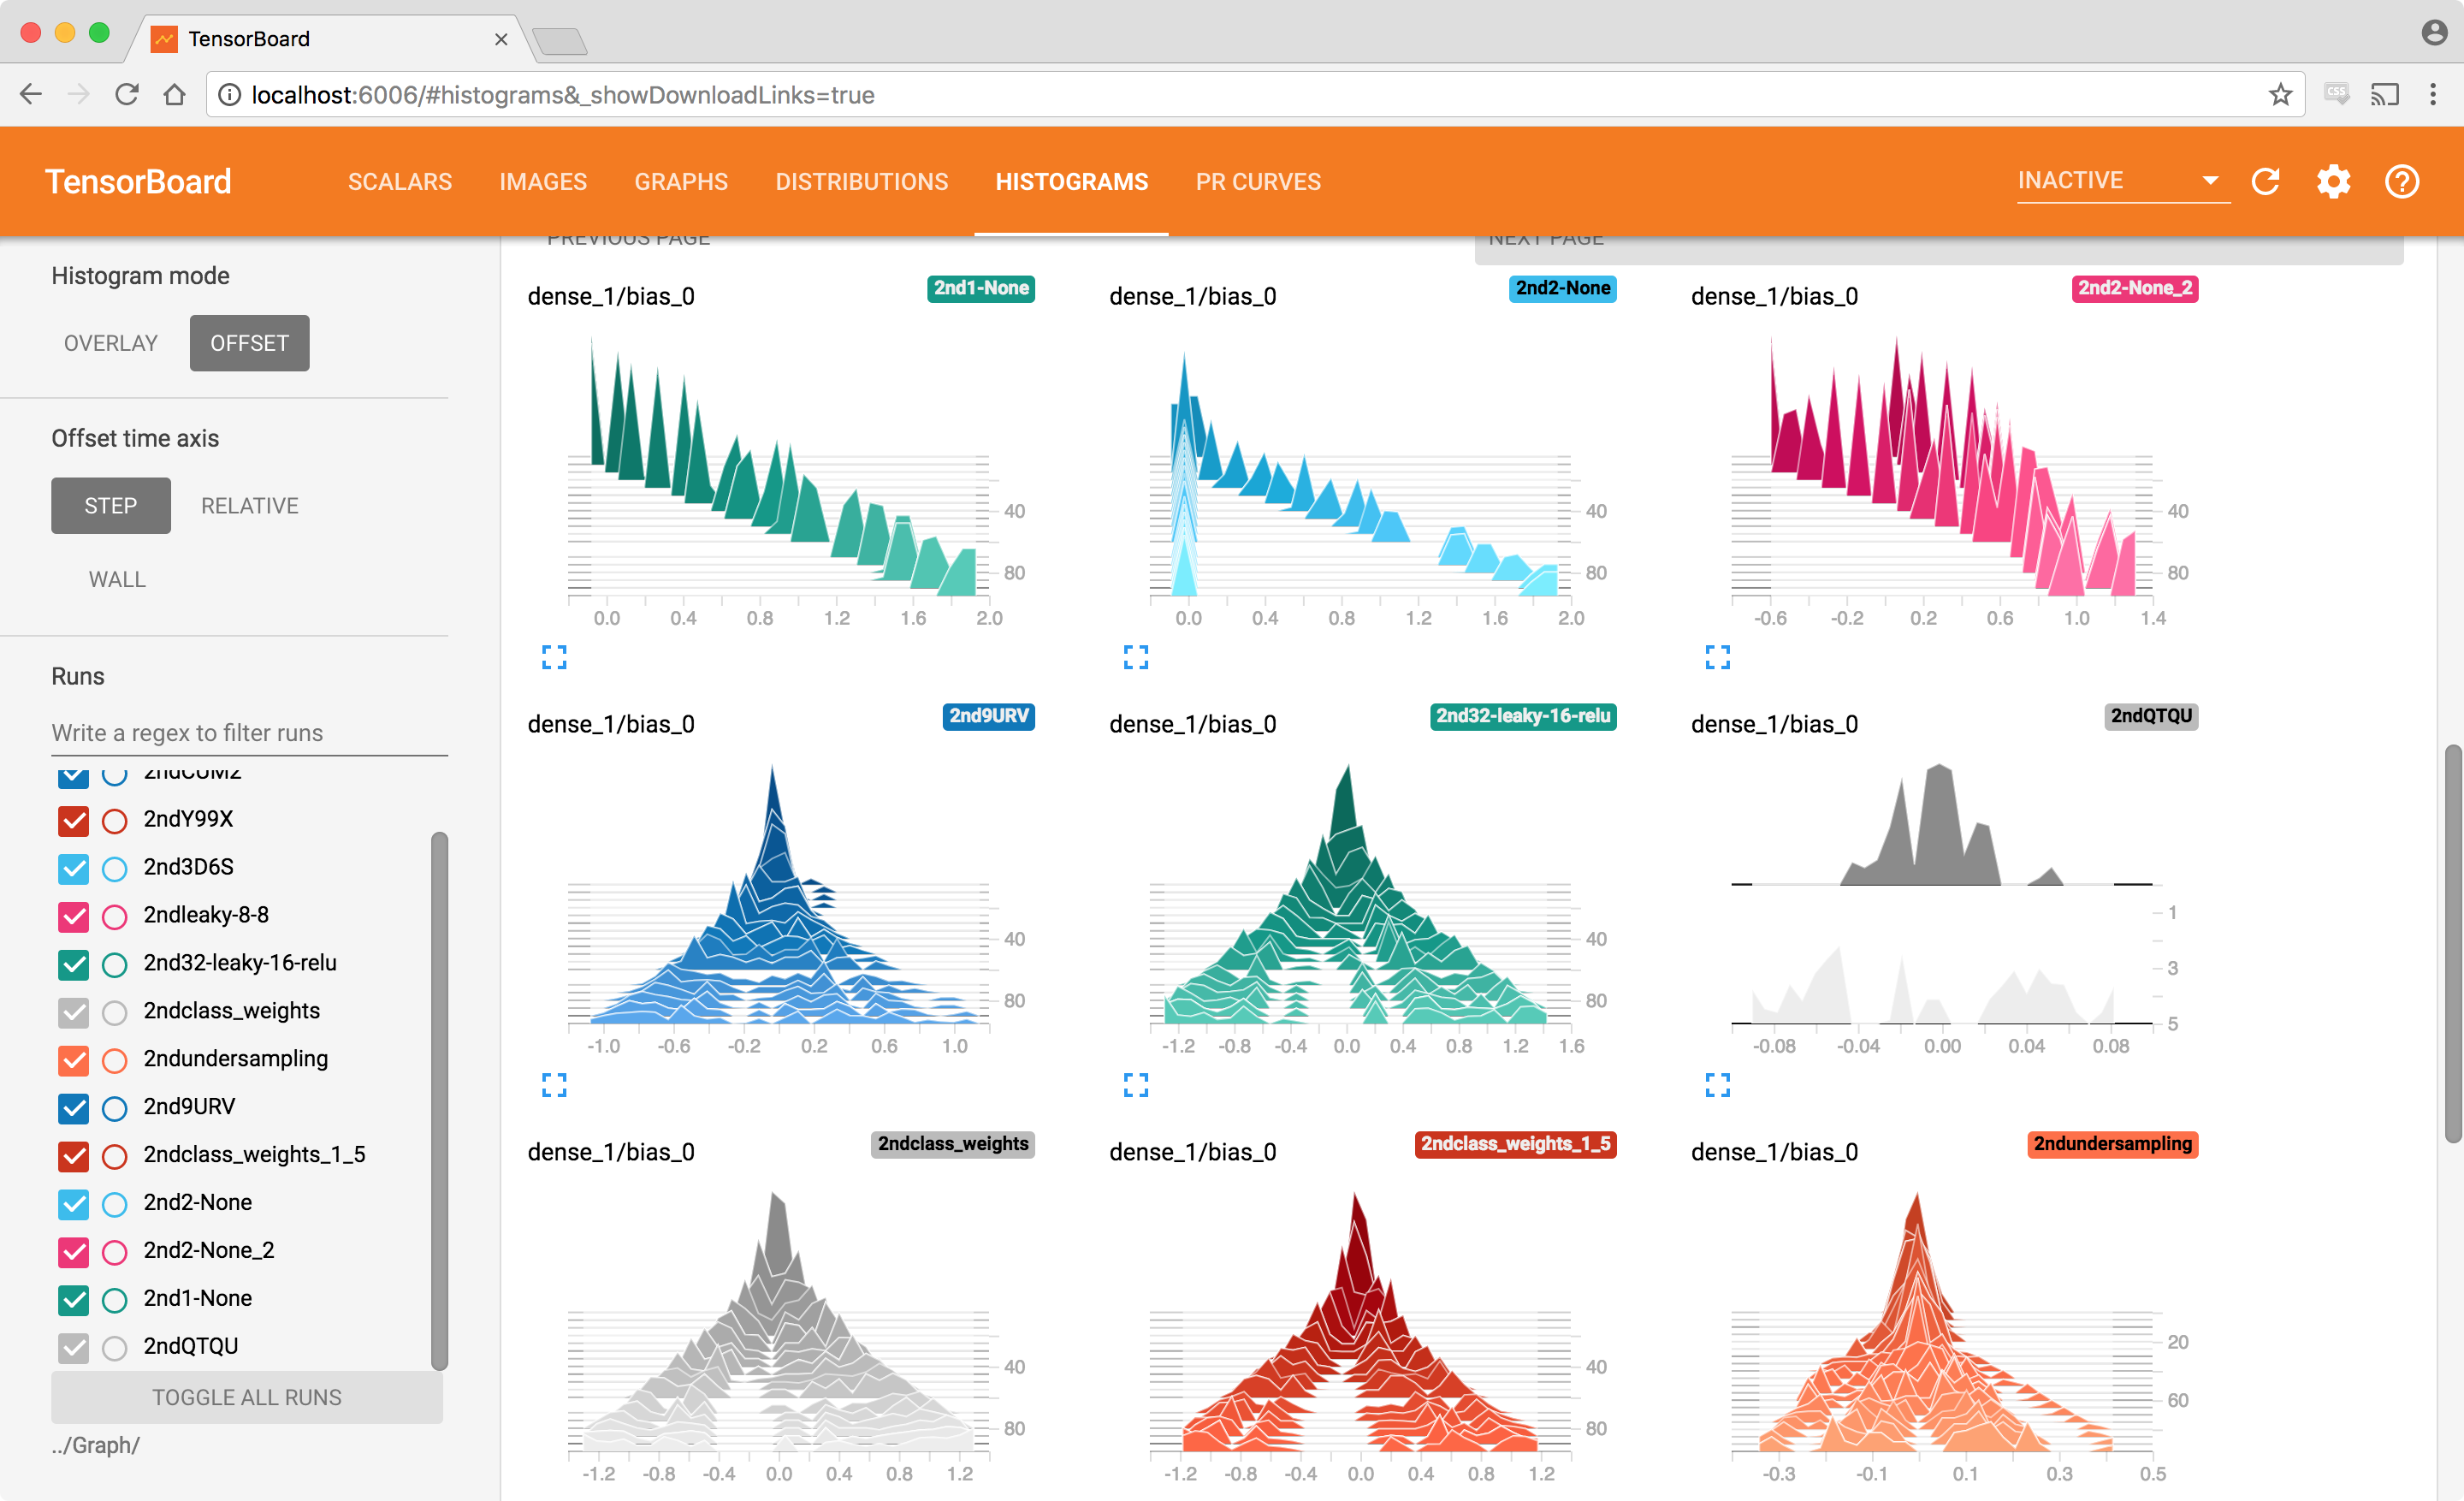 TensorBoard
localhost:6006/#histograms&_showDownloadLinks=true
CSS
TensorBoard SCALARS IMAGES GRAPHS DISTRIBUTIONS HISTOGRAMS PR CURVES INACTIVE
PREVIOUS PAGE NEXT PAGE
Histogram mode
OVERLAY OFFSET
Offset time axis
STEP RELATIVE
WALL
Runs
Write a regex to filter runs
2ndCUM2
2ndY99X
2nd3D6S
2ndleaky-8-8
2nd32-leaky-16-relu
2ndclass_weights
2ndundersampling
2nd9URV
2ndclass_weights_1_5
2nd2-None
2nd2-None_2
2nd1-None
2ndQTQU
TOGGLE ALL RUNS
../Graph/
dense_1/bias_0 2nd1-None
40
80
0.0 0.4 0.8 1.2 1.6 2.0
dense_1/bias_0 2nd2-None
40
80
0.0 0.4 0.8 1.2 1.6 2.0
dense_1/bias_0 2nd2-None_2
40
80
-0.6 -0.2 0.2 0.6 1.0 1.4
dense_1/bias_0 2nd9URV
40
80
-1.0 -0.6 -0.2 0.2 0.6 1.0
dense_1/bias_0 2nd32-leaky-16-relu
40
80
-1.2 -0.8 -0.4 0.0 0.4 0.8 1.2 1.6
dense_1/bias_0 2ndQTQU
1
3
5
-0.08 -0.04 0.00 0.04 0.08
dense_1/bias_0 2ndclass_weights
40
80
-1.2 -0.8 -0.4 0.0 0.4 0.8 1.2
dense_1/bias_0 2ndclass_weights_1_5
40
80
-1.2 -0.8 -0.4 0.0 0.4 0.8 1.2
dense_1/bias_0 2ndundersampling
20
60
-0.3 -0.1 0.1 0.3 0.5